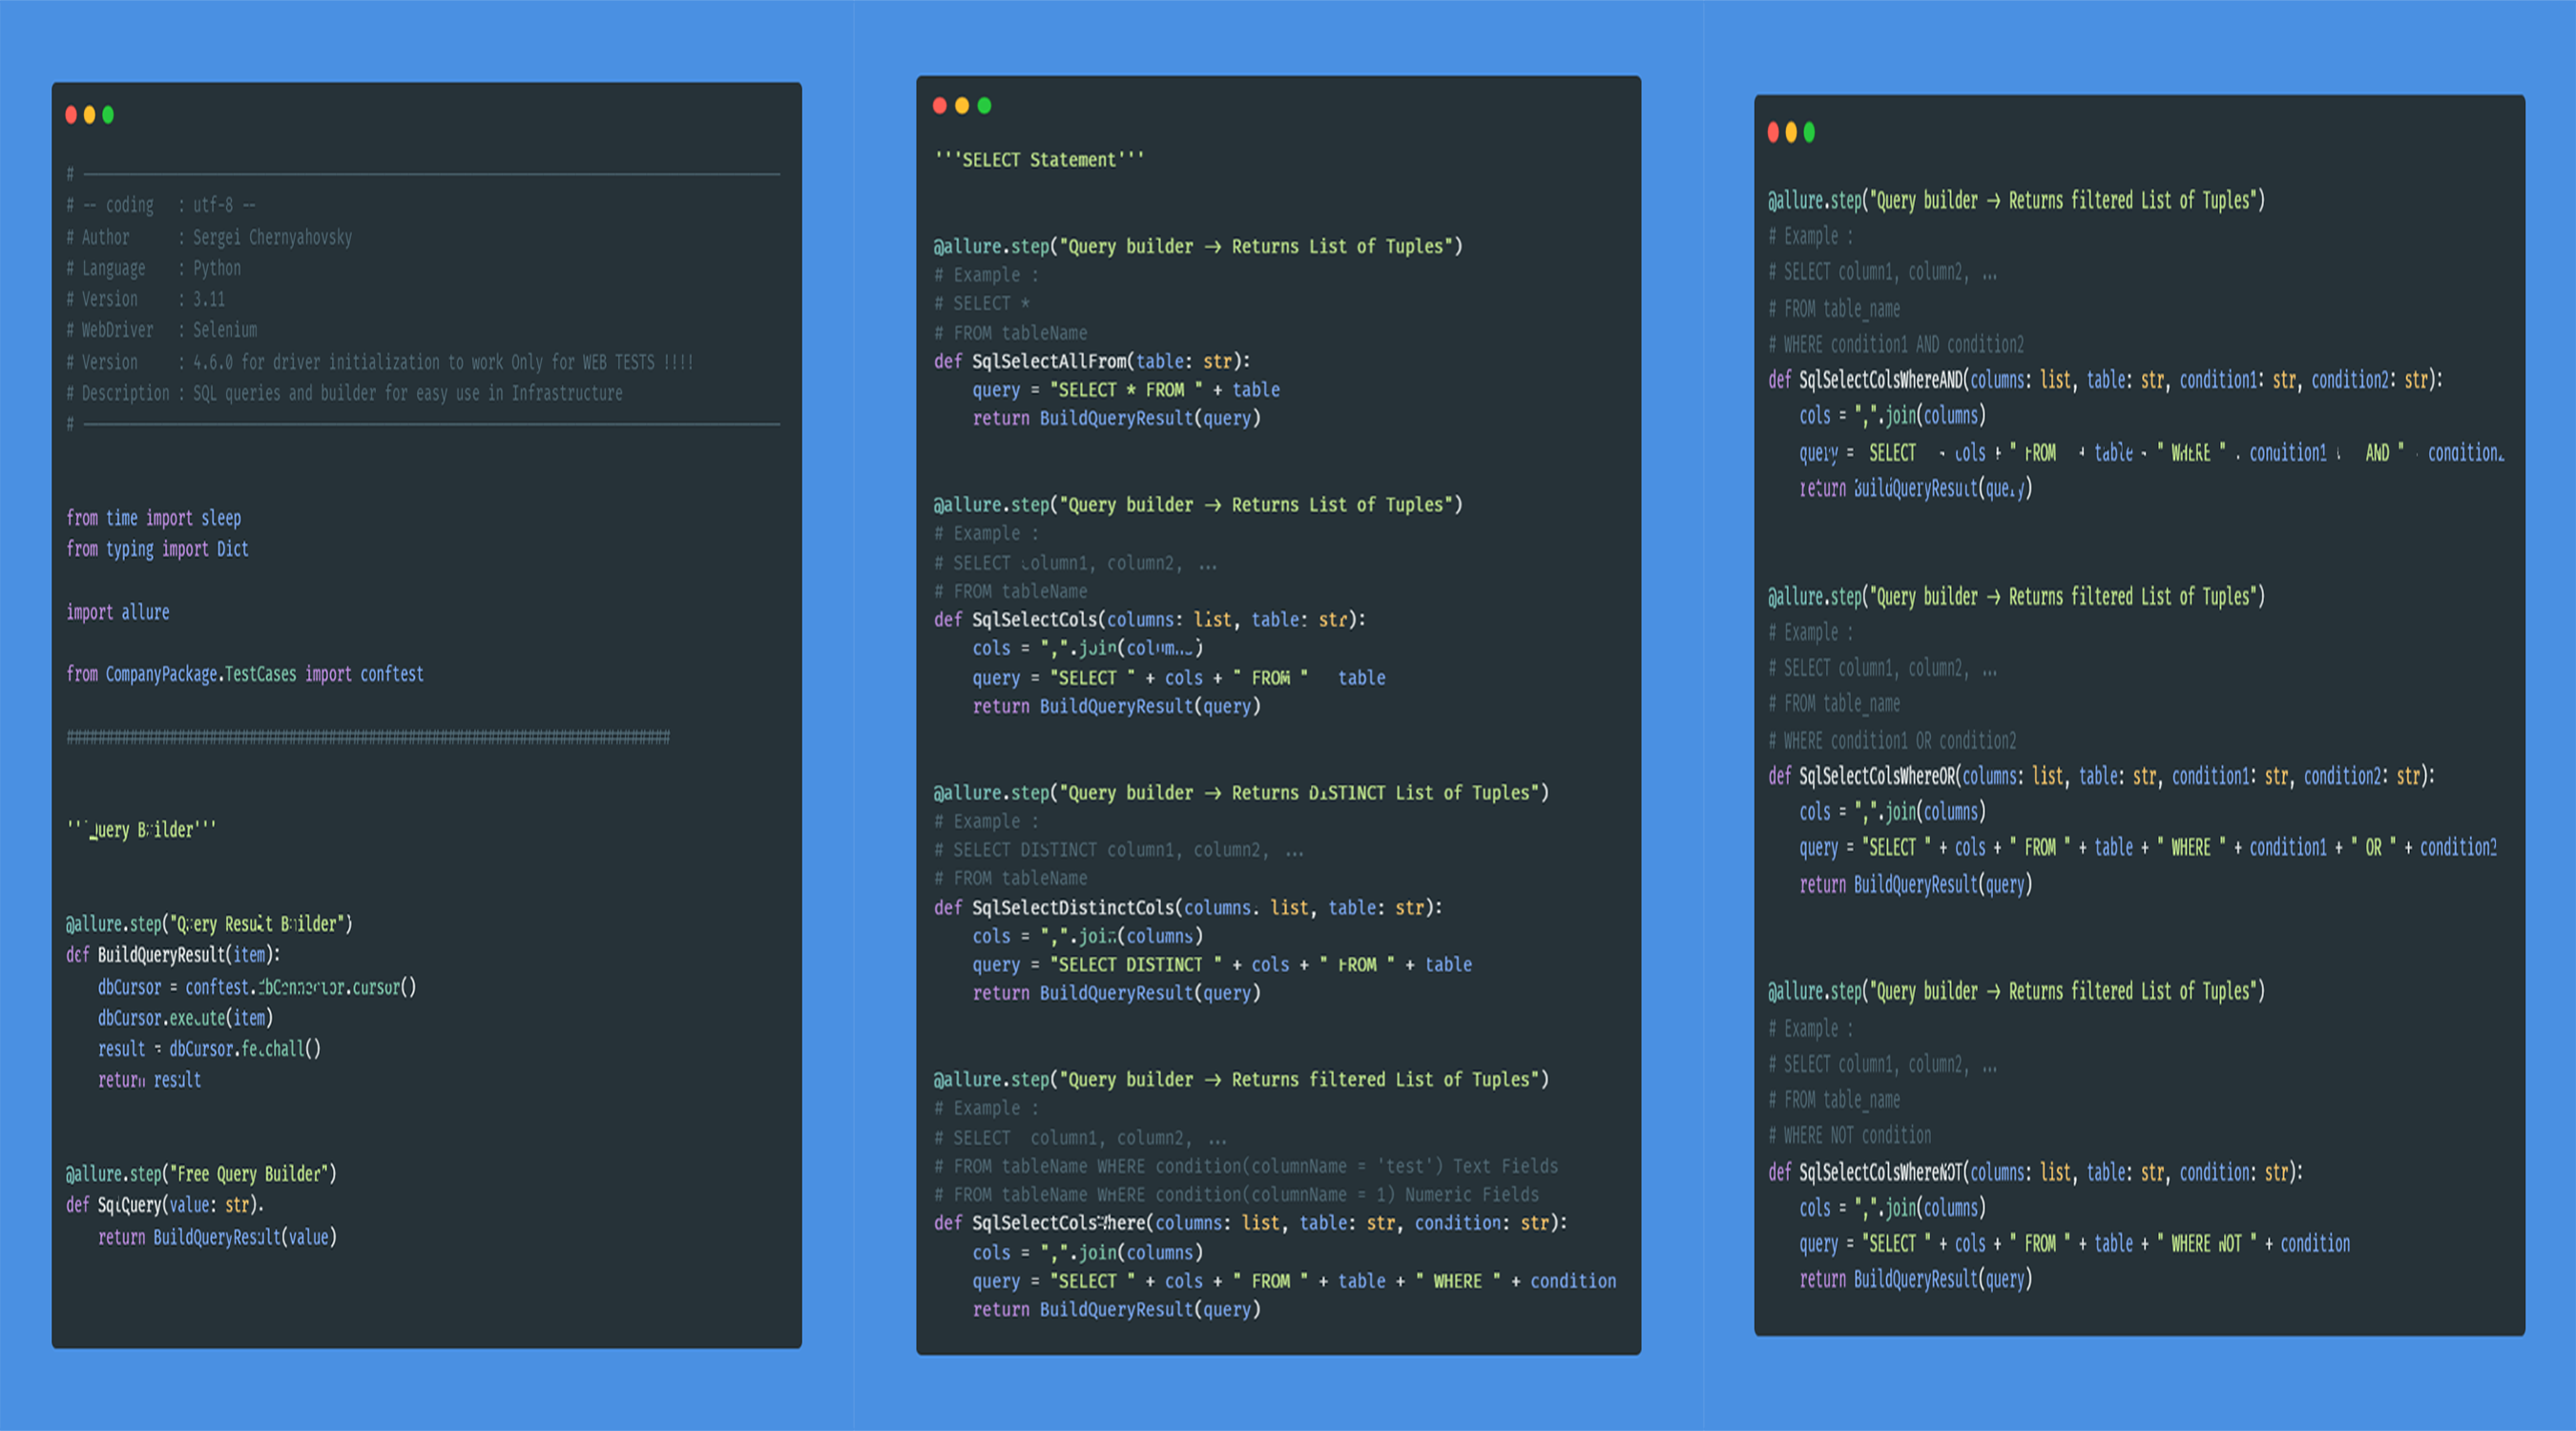 # ────────────────────────────────────────
# -- coding   : utf-8 --
# Author      : Sergei Chernyahovsky
# Language    : Python
# Version     : 3.11
# WebDriver   : Selenium
# Version     : 4.6.0 for driver initialization to work Only for WEB TESTS !!!!
# Description : SQL queries and builder for easy use in Infrastructure
# ────────────────────────────────────────
from time import sleep
from typing import Dict
import allure
from CompanyPackage.TestCases import conftest
############################################################################
'''Query Builder'''
@allure.step("Query Result Builder")
def BuildQueryResult(item):
    dbCursor = conftest.dbConnector.cursor()
    dbCursor.execute(item)
    result = dbCursor.fetchall()
    return result
@allure.step("Free Query Builder")
def SqlQuery(value: str):
    return BuildQueryResult(value)
'''SELECT Statement'''
@allure.step("Query builder → Returns List of Tuples")
# Example :
# SELECT *
# FROM tableName
def SqlSelectAllFrom(table: str):
    query = "SELECT * FROM " + table
    return BuildQueryResult(query)
@allure.step("Query builder → Returns List of Tuples")
# Example :
# SELECT column1, column2, ...
# FROM tableName
def SqlSelectCols(columns: list, table: str):
    cols = ",".join(columns)
    query = "SELECT " + cols + " FROM "   table
    return BuildQueryResult(query)
@allure.step("Query builder → Returns DISTINCT List of Tuples")
# Example :
# SELECT DISTINCT column1, column2, ...
# FROM tableName
def SqlSelectDistinctCols(columns: list, table: str):
    cols = ",".join(columns)
    query = "SELECT DISTINCT " + cols + " FROM " + table
    return BuildQueryResult(query)
@allure.step("Query builder → Returns filtered List of Tuples")
# Example :
# SELECT  column1, column2, ...
# FROM tableName WHERE condition(columnName = 'test') Text Fields
# FROM tableName WHERE condition(columnName = 1) Numeric Fields
def SqlSelectColsWhere(columns: list, table: str, condition: str):
    cols = ",".join(columns)
    query = "SELECT " + cols + " FROM " + table + " WHERE " + condition
    return BuildQueryResult(query)
@allure.step("Query builder → Returns filtered List of Tuples")
# Example :
# SELECT column1, column2, ...
# FROM table_name
# WHERE condition1 AND condition2
def SqlSelectColsWhereAND(columns: list, table: str, condition1: str, condition2: str):
    cols = ",".join(columns)
    query = SELECT   cols + " FROM   + table   " WHERE "   condition1   AND "   condition2
    return BuildQueryResult(query)
@allure.step("Query builder → Returns filtered List of Tuples")
# Example :
# SELECT column1, column2, ...
# FROM table_name
# WHERE condition1 OR condition2
def SqlSelectColsWhereOR(columns: list, table: str, condition1: str, condition2: str):
    cols = ",".join(columns)
    query = "SELECT " + cols + " FROM " + table + " WHERE " + condition1 + " OR " + condition2
    return BuildQueryResult(query)
@allure.step("Query builder → Returns filtered List of Tuples")
# Example :
# SELECT column1, column2, ...
# FROM table_name
# WHERE NOT condition
def SqlSelectColsWhereNOT(columns: list, table: str, condition: str):
    cols = ",".join(columns)
    query = "SELECT " + cols + " FROM " + table + " WHERE NOT " + condition
    return BuildQueryResult(query)